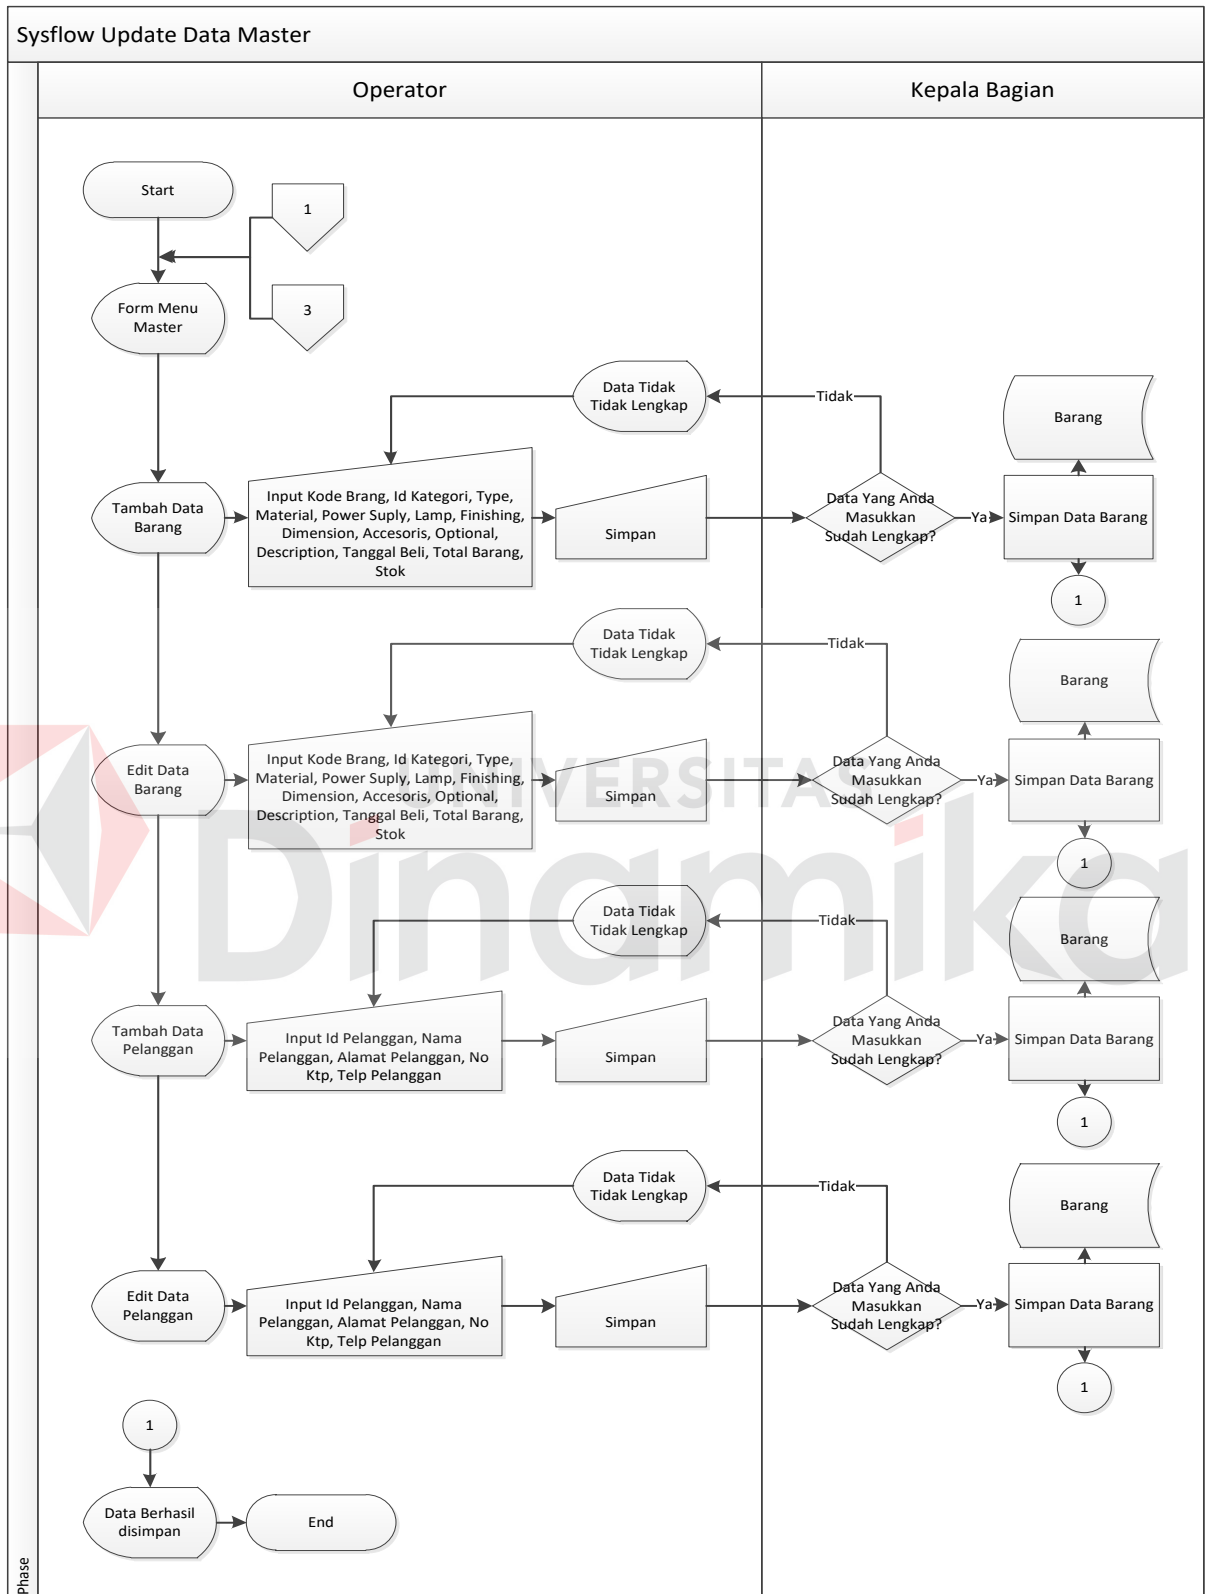 Sysflow Update Data Master
Operator
Kepala Bagian
Start
1
Form Menu
Master
3
Data Tidak
Tidak Lengkap
Tidak
Barang
Tambah Data
Barang
Input Kode Brang, Id Kategori, Type,
Material, Power Suply, Lamp, Finishing,
Dimension, Accesoris, Optional,
Description, Tanggal Beli, Total Barang,
Stok
Simpan
Data Yang Anda
Masukkan
Sudah Lengkap?
Ya
Simpan Data Barang
1
Data Tidak
Tidak Lengkap
Tidak
Barang
Edit Data
Barang
Input Kode Brang, Id Kategori, Type,
Material, Power Suply, Lamp, Finishing,
Dimension, Accesoris, Optional,
Description, Tanggal Beli, Total Barang,
Stok
Simpan
Data Yang Anda
Masukkan
Sudah Lengkap?
Ya
Simpan Data Barang
1
UNIVERSITAS
Dinamika
Data Tidak
Tidak Lengkap
Tidak
Barang
Tambah Data
Pelanggan
Input Id Pelanggan, Nama
Pelanggan, Alamat Pelanggan, No
Ktp, Telp Pelanggan
Simpan
Data Yang Anda
Masukkan
Sudah Lengkap?
Ya
Simpan Data Barang
1
Data Tidak
Tidak Lengkap
Tidak
Barang
Edit Data
Pelanggan
Input Id Pelanggan, Nama
Pelanggan, Alamat Pelanggan, No
Ktp, Telp Pelanggan
Simpan
Data Yang Anda
Masukkan
Sudah Lengkap?
Ya
Simpan Data Barang
1
1
Data Berhasil
disimpan
End
Phase